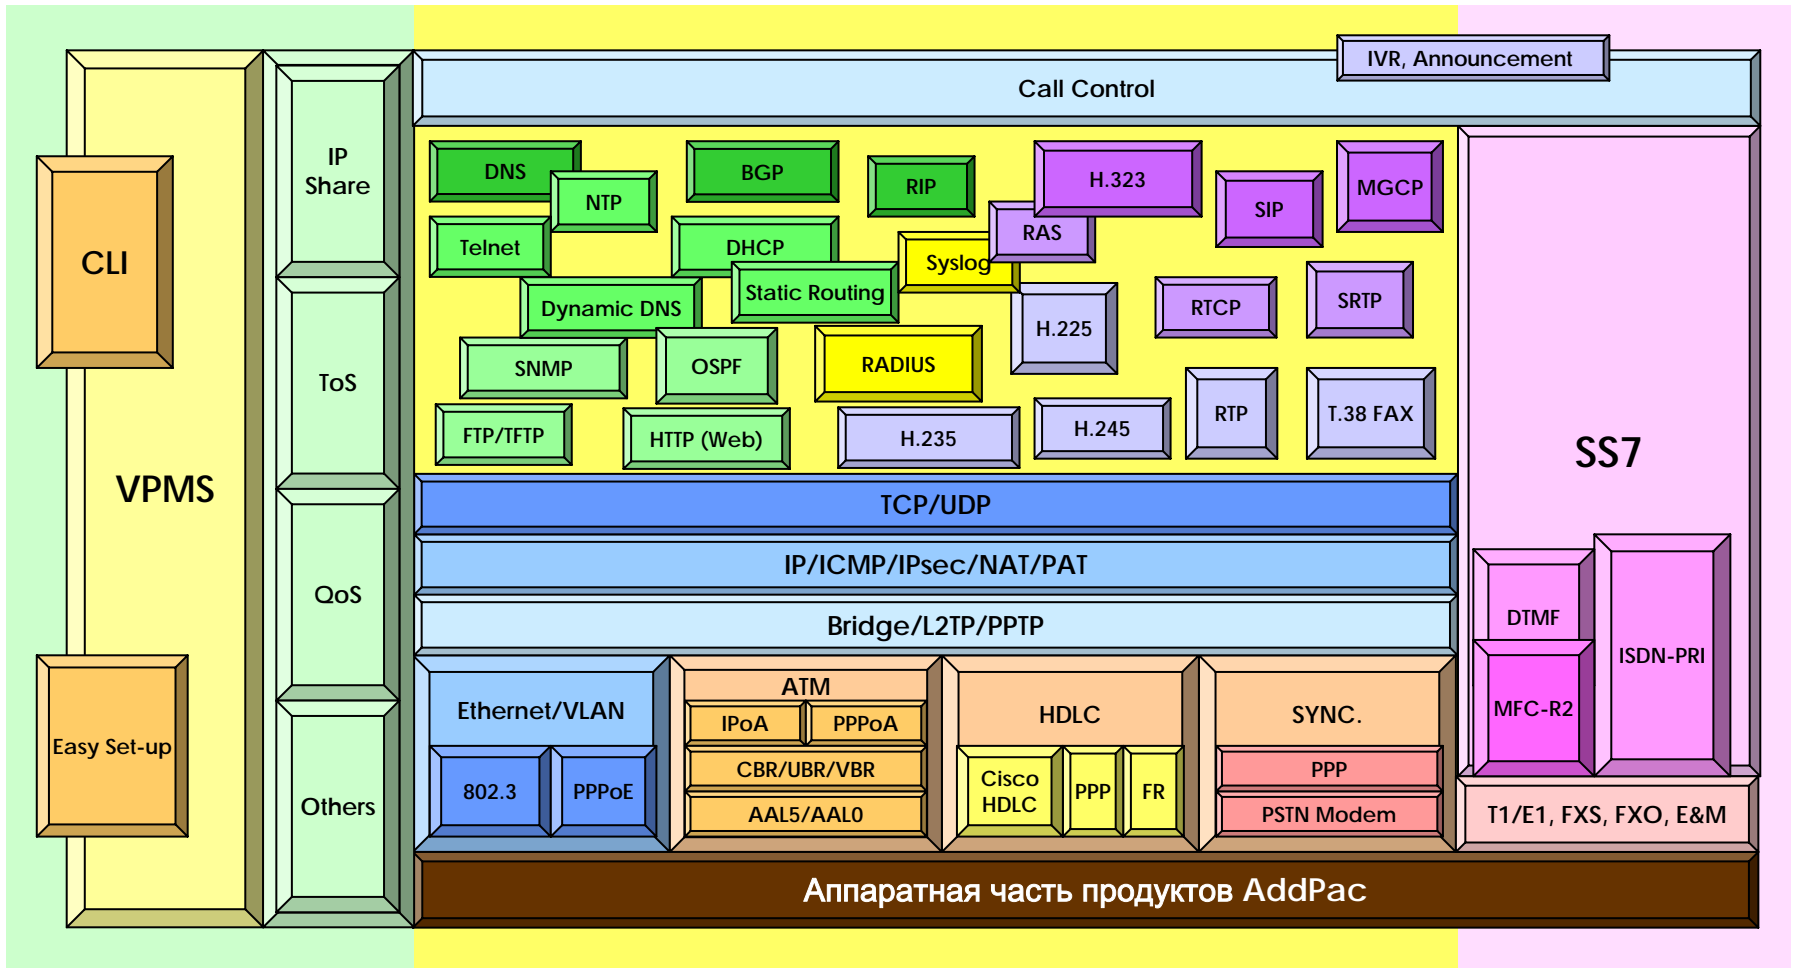 IVR, Announcement
Call Control
VPMS
CLI
Easy Set-up
IP
Share
ToS
QoS
Others
DNS
NTP
BGP
RIP
H.323
SIP
MGCP
Telnet
DHCP
Syslog
RAS
Dynamic DNS
Static Routing
H.225
RTCP
SRTP
SNMP
OSPF
RADIUS
RTP
T.38 FAX
FTP/TFTP
HTTP (Web)
H.235
H.245
TCP/UDP
IP/ICMP/IPsec/NAT/PAT
Bridge/L2TP/PPTP
Ethernet/VLAN
802.3
PPPoE
ATM
IPoA
PPPoA
CBR/UBR/VBR
AAL5/AAL0
HDLC
Cisco
HDLC
PPP
FR
SYNC.
PPP
PSTN Modem
SS7
DTMF
MFC-R2
ISDN-PRI
T1/E1, FXS, FXO, E&M
Аппаратная часть продуктов AddPac